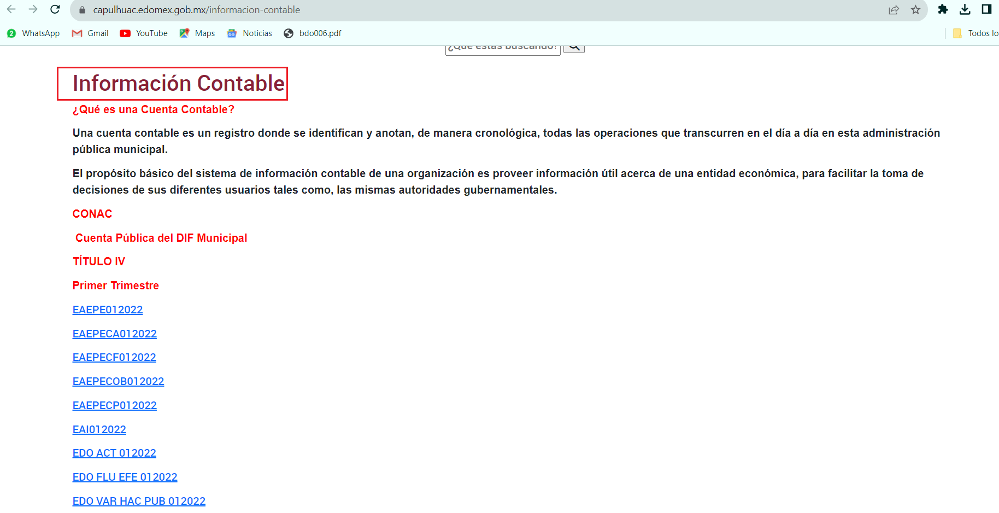 capulhuac.edomex.gob.mx/informacion-contable
2 WhatsApp Gmail YouTube Maps Noticias bdo006.pdf Todos lo
¿Qué estás buscando?
Información Contable
¿Qué es una Cuenta Contable?
Una cuenta contable es un registro donde se identifican y anotan, de manera cronológica, todas las operaciones que transcurren en el día a día en esta administración
pública municipal.
El propósito básico del sistema de información contable de una organización es proveer información útil acerca de una entidad económica, para facilitar la toma de
decisiones de sus diferentes usuarios tales como, las mismas autoridades gubernamentales.
CONAC
Cuenta Pública del DIF Municipal
TÍTULO IV
Primer Trimestre
EAEPE012022
EAEPECA012022
EAEPECF012022
EAEPECOB012022
EAEPECP012022
EAI012022
EDO ACT 012022
EDO FLU EFE 012022
EDO VAR HAC PUB 012022